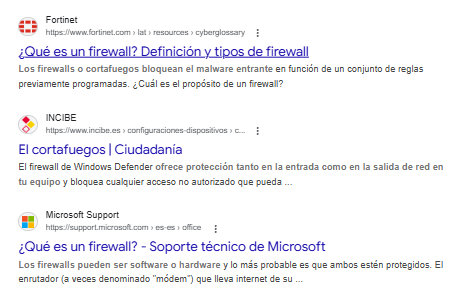 Fortinet
https://www.fortinet.com › lat › resources › cyberglossary
¿Qué es un firewall? Definición y tipos de firewall
Los firewalls o cortafuegos bloquean el malware entrante en función de un conjunto de reglas
previamente programadas. ¿Cuál es el propósito de un firewall?
INCIBE
https://www.incibe.es › configuraciones-dispositivos › c...
El cortafuegos | Ciudadanía
El firewall de Windows Defender ofrece protección tanto en la entrada como en la salida de red en
tu equipo y bloquea cualquier acceso no autorizado que pueda ...
Microsoft Support
https://support.microsoft.com › es-es › office
¿Qué es un firewall? - Soporte técnico de Microsoft
Los firewalls pueden ser software o hardware y lo más probable es que ambos estén protegidos. El
enrutador (a veces denominado "módem") que lleva internet de su ...